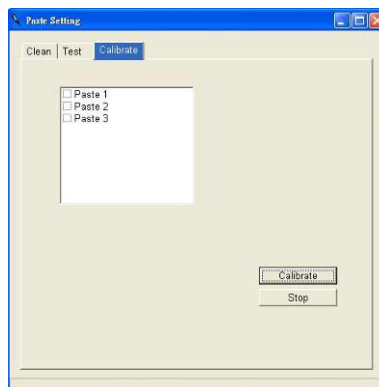 Paste Setting
Clean Test Calibrate
Paste 1
Paste 2
Paste 3
Calibrate
Stop